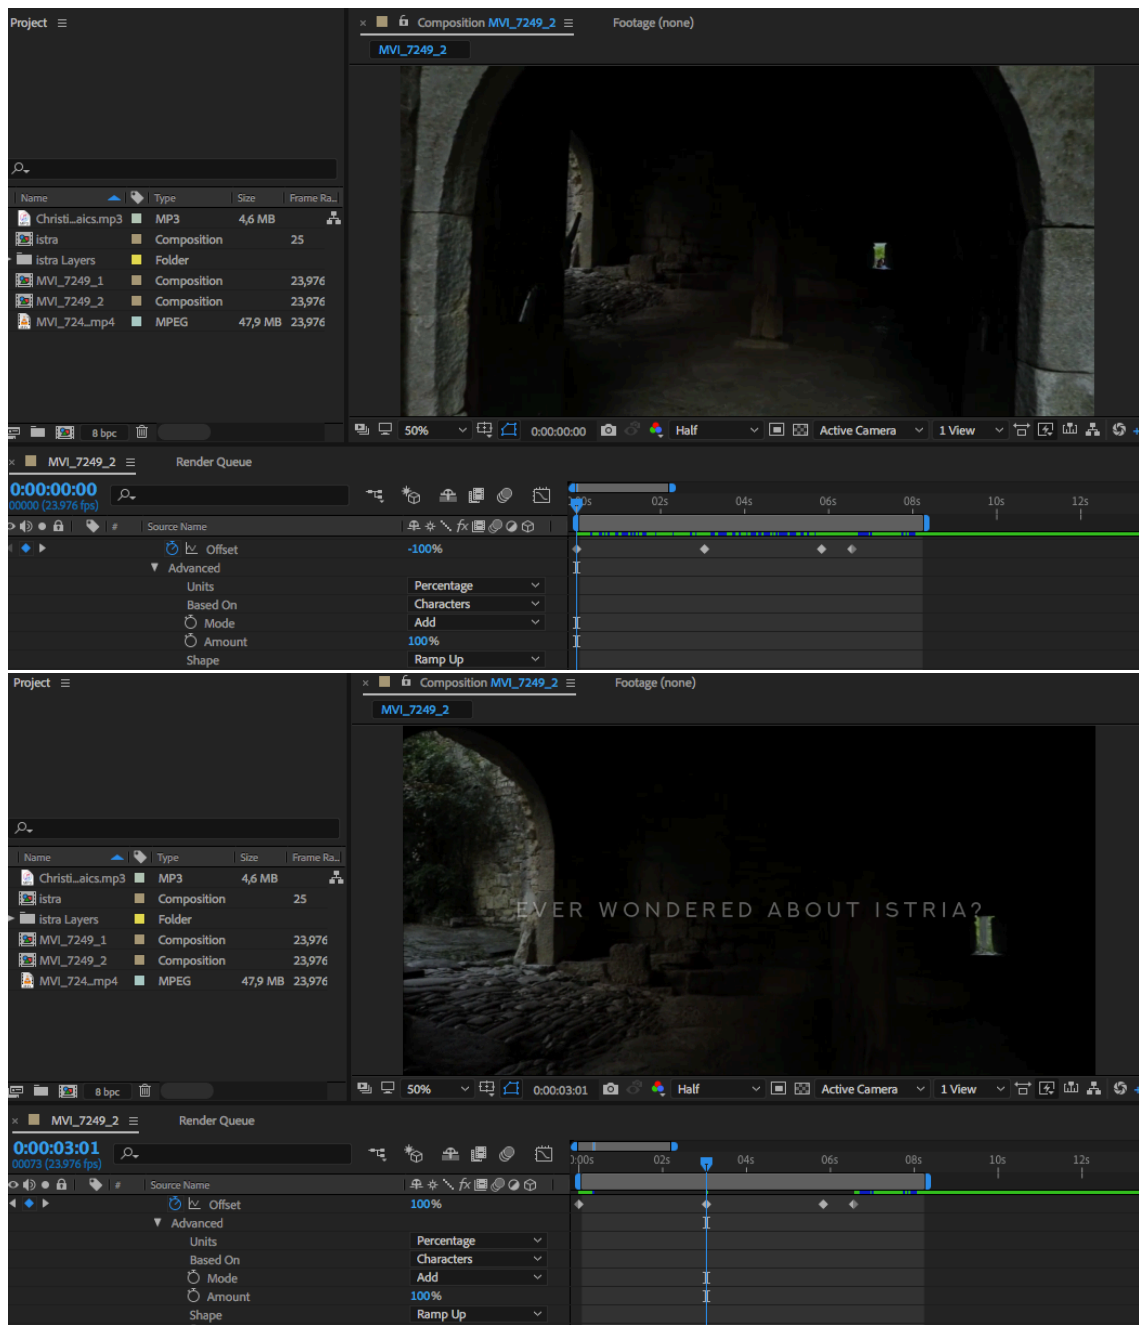 Project
Composition MVI_7249_2
Footage (none)
MVI_7249_2
Name Type Size Frame Ra...
Christi...aics.mp3 MP3 4,6 MB
istra Composition 25
istra Layers Folder
MVI_7249_1 Composition 23,976
MVI_7249_2 Composition 23,976
MVI_724...mp4 MPEG 47,9 MB 23,976
8 bpc
50% 0:00:00:00 Half Active Camera 1 View
MVI_7249_2 Render Queue
0:00:00:00
00000 (23.976 fps)
02s 04s 06s 08s 10s 12s
# Source Name
Offset -100%
Advanced
Units Percentage
Based On Characters
Mode Add
Amount 100%
Shape Ramp Up
Project
Composition MVI_7249_2
Footage (none)
MVI_7249_2
Name Type Size Frame Ra...
Christi...aics.mp3 MP3 4,6 MB
istra Composition 25
istra Layers Folder
MVI_7249_1 Composition 23,976
MVI_7249_2 Composition 23,976
MVI_724...mp4 MPEG 47,9 MB 23,976
EVER WONDERED ABOUT ISTRIA?
8 bpc
50% 0:00:03:01 Half Active Camera 1 View
MVI_7249_2 Render Queue
0:00:03:01
00073 (23.976 fps)
02s 04s 06s 08s 10s 12s
# Source Name
Offset 100%
Advanced
Units Percentage
Based On Characters
Mode Add
Amount 100%
Shape Ramp Up